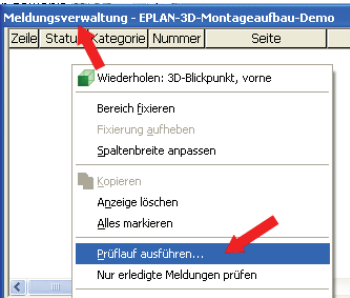 Meldungsverwaltung - EPLAN-3D-Montageaufbau-Demo
Zeile Statu Kategorie Nummer Seite
Wiederholen: 3D-Blickpunkt, vorne
Bereich fixieren
Fixierung aufheben
Spaltenbreite anpassen
Kopieren
Anzeige löschen
Alles markieren
Prüflauf ausführen...
Nur erledigte Meldungen prüfen